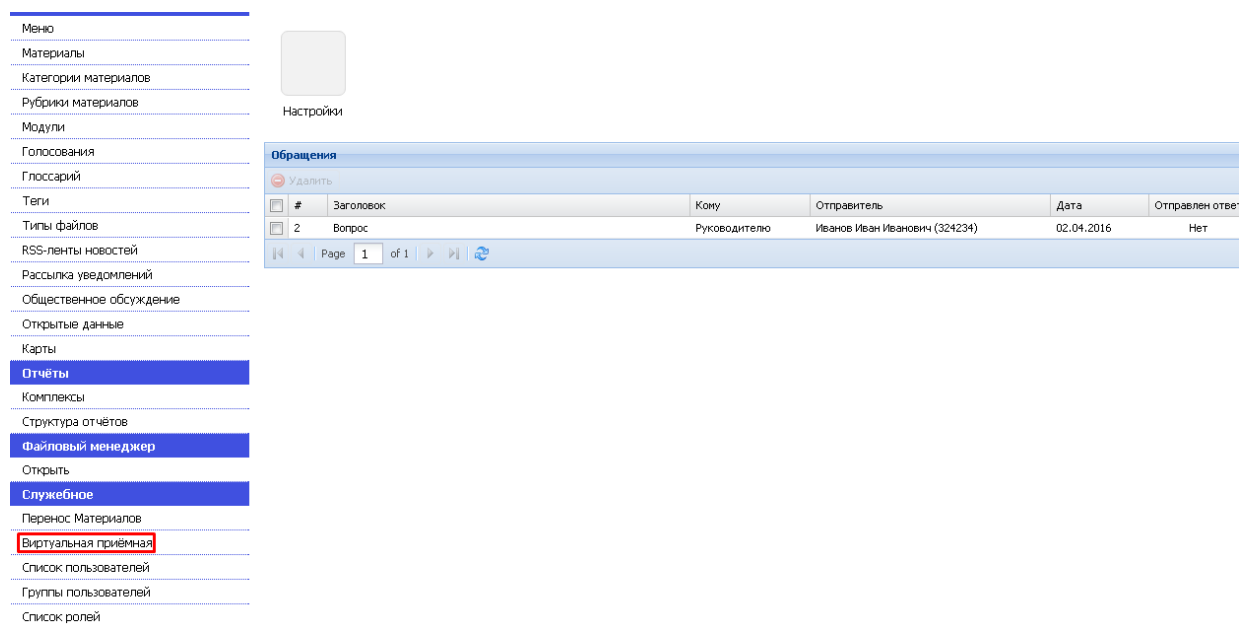 Меню
Материалы
Категории материалов
Рубрики материалов
Модули
Голосования
Глоссарий
Теги
Типы файлов
RSS-ленты новостей
Рассылка уведомлений
Общественное обсуждение
Открытые данные
Карты
Отчёты
Комплексы
Структура отчётов
Файловый менеджер
Открыть
Служебное
Перенос Материалов
Виртуальная приёмная
Список пользователей
Группы пользователей
Список ролей
Настройки
Обращения
Удалить
# Заголовок Кому Отправитель Дата Отправлен ответ
2 Вопрос Руководителю Иванов Иван Иванович (324234) 02.04.2016 Нет
Page 1 of 1